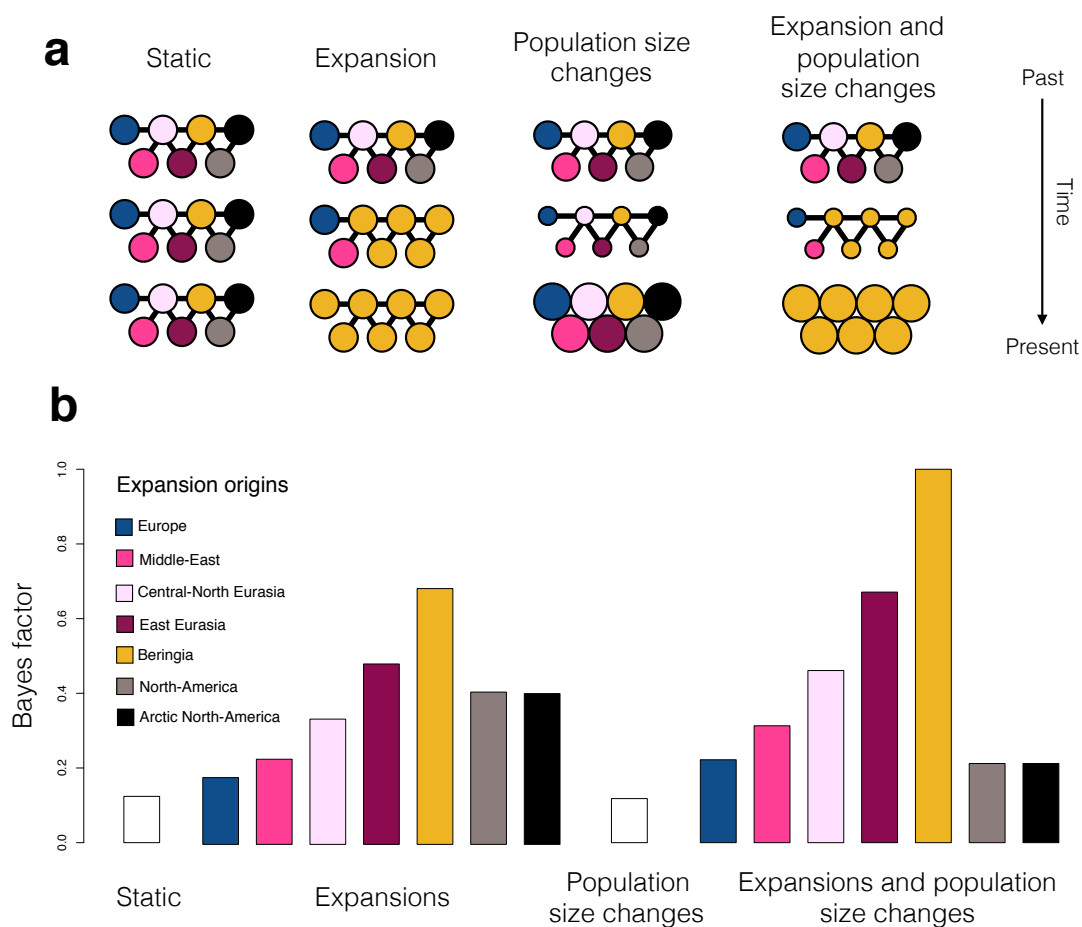 a
Static
Expansion
Population size
changes
Expansion and
population
size changes
Past
Time
Present
b
Bayes factor
1.0
0.8
0.6
0.4
0.2
0.0
Expansion origins
Europe
Middle-East
Central-North Eurasia
East Eurasia
Beringia
North-America
Arctic North-America
Static
Expansions
Population
size changes
Expansions and population
size changes